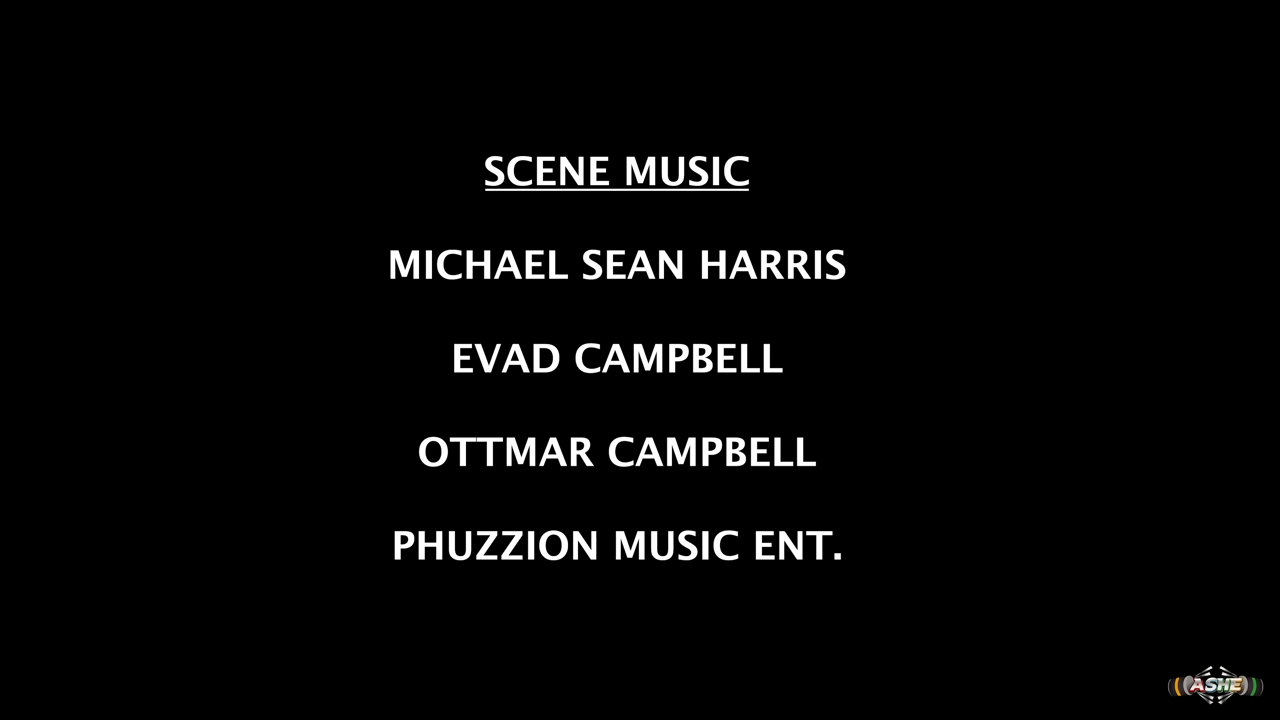 SCENE MUSIC
MICHAEL SEAN HARRIS
EVAD CAMPBELL
OTTMAR CAMPBELL
PHUZZION MUSIC ENT.
ASHE